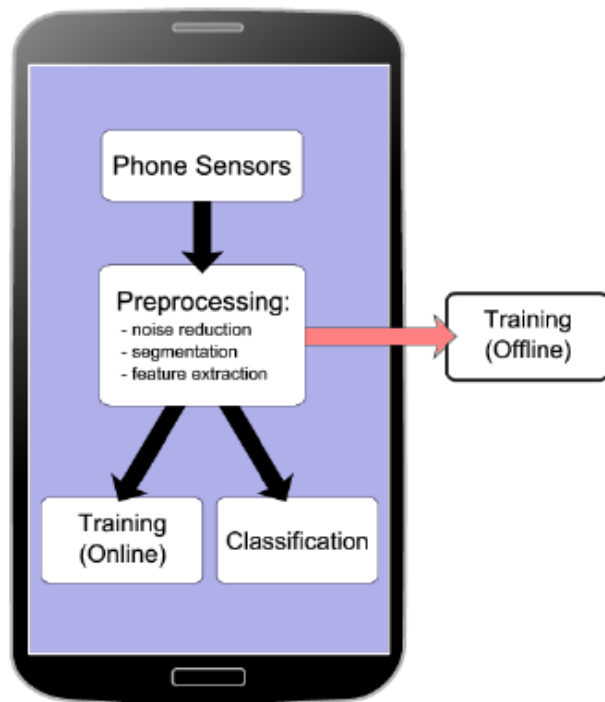 Phone Sensors
Preprocessing:
- noise reduction
- segmentation
- feature extraction
Training
(Offline)
Training
(Online)
Classification